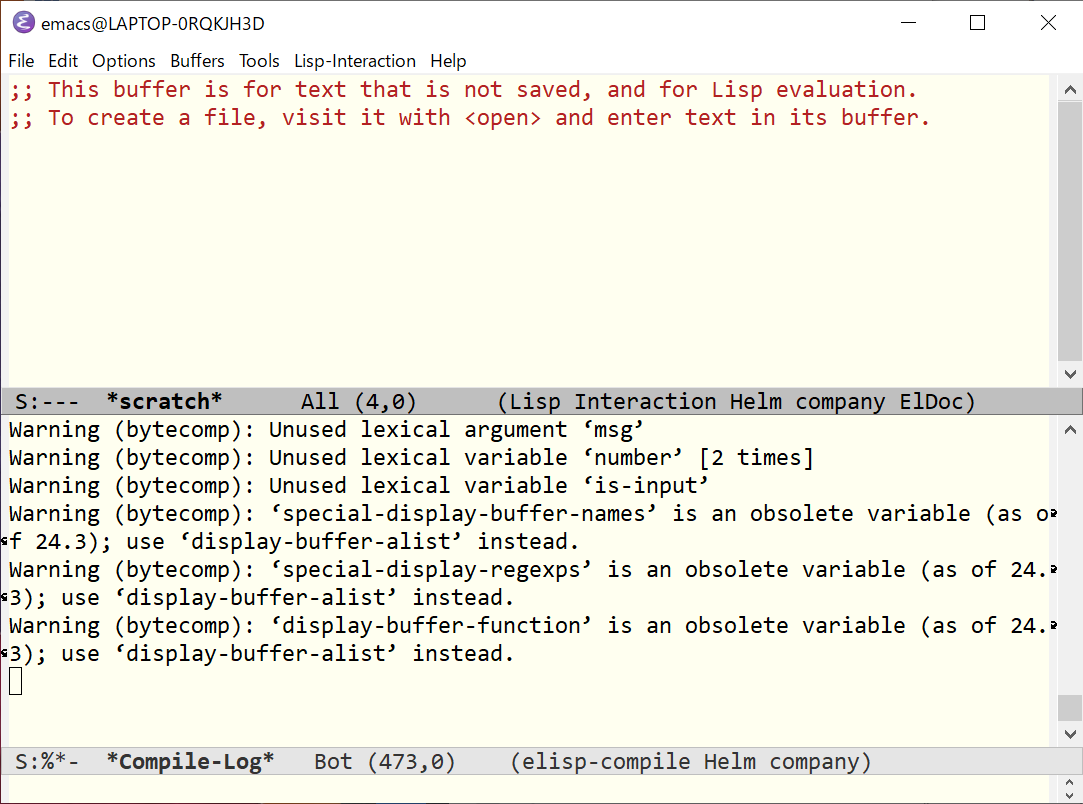 emacs@LAPTOP-0RQKJH3D
File Edit Options Buffers Tools Lisp-Interaction Help
;; This buffer is for text that is not saved, and for Lisp evaluation.
;; To create a file, visit it with <open> and enter text in its buffer.
S:--- *scratch* All (4,0) (Lisp Interaction Helm company ElDoc)
Warning (bytecomp): Unused lexical argument ‘msg’
Warning (bytecomp): Unused lexical variable ‘number’ [2 times]
Warning (bytecomp): Unused lexical variable ‘is-input’
Warning (bytecomp): ‘special-display-buffer-names’ is an obsolete variable (as o
f 24.3); use ‘display-buffer-alist’ instead.
Warning (bytecomp): ‘special-display-regexps’ is an obsolete variable (as of 24.
3); use ‘display-buffer-alist’ instead.
Warning (bytecomp): ‘display-buffer-function’ is an obsolete variable (as of 24.
3); use ‘display-buffer-alist’ instead.
S:%*- *Compile-Log* Bot (473,0) (elisp-compile Helm company)